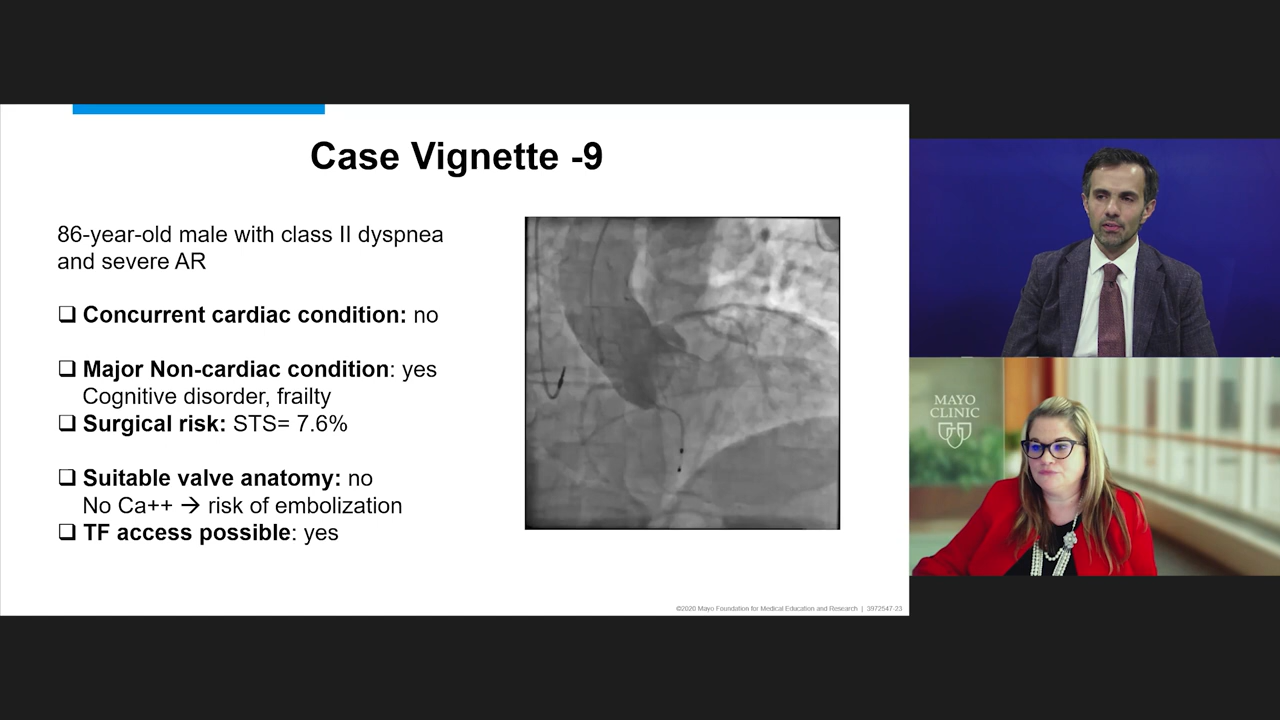 Case Vignette -9
86-year-old male with class II dyspnea
and severe AR
❑ Concurrent cardiac condition: no
❑ Major Non-cardiac condition: yes
Cognitive disorder, frailty
❑ Surgical risk: STS= 7.6%
❑ Suitable valve anatomy: no
No Ca++ → risk of embolization
❑ TF access possible: yes
©2020 Mayo Foundation for Medical Education and Research | 3972547-23
MAYO
CLINIC